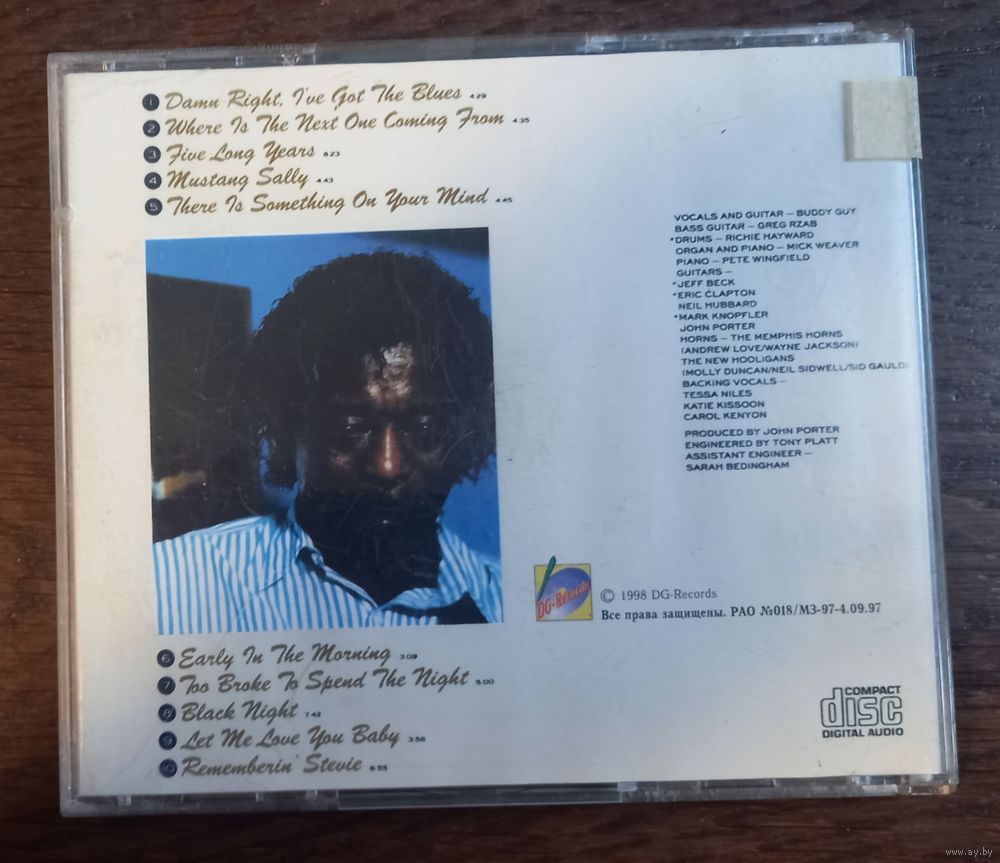 1 Damn Right, I've Got The Blues 4:29
2 Where Is The Next One Coming From 4:35
3 Five Long Years 8:23
4 Mustang Sally 4:43
5 There Is Something On Your Mind 4:45
VOCALS AND GUITAR – BUDDY GUY
BASS GUITAR – GREG RZAB
*DRUMS – RICHIE HAYWARD
ORGAN AND PIANO – MICK WEAVER
PIANO – PETE WINGFIELD
GUITARS –
*JEFF BECK
*ERIC CLAPTON
NEIL HUBBARD
*MARK KNOPFLER
JOHN PORTER
HORNS – THE MEMPHIS HORNS
(ANDREW LOVE/WAYNE JACKSON)
THE NEW HOOLIGANS
(MOLLY DUNCAN/NEIL SIDWELL/SID GAULD)
BACKING VOCALS –
TESSA NILES
KATIE KISSOON
CAROL KENYON
PRODUCED BY JOHN PORTER
ENGINEERED BY TONY PLATT
ASSISTANT ENGINEER –
SARAH BEDINGHAM
DG-Records
© 1998 DG-Records
Все права защищены. РАО №018/МЗ-97-4.09.97
6 Early In The Morning 3:09
7 Too Broke To Spend The Night 5:00
8 Black Night 7:42
9 Let Me Love You Baby 3:56
10 Rememberin' Stevie 6:55
COMPACT
disc
DIGITAL AUDIO
www.ay.by